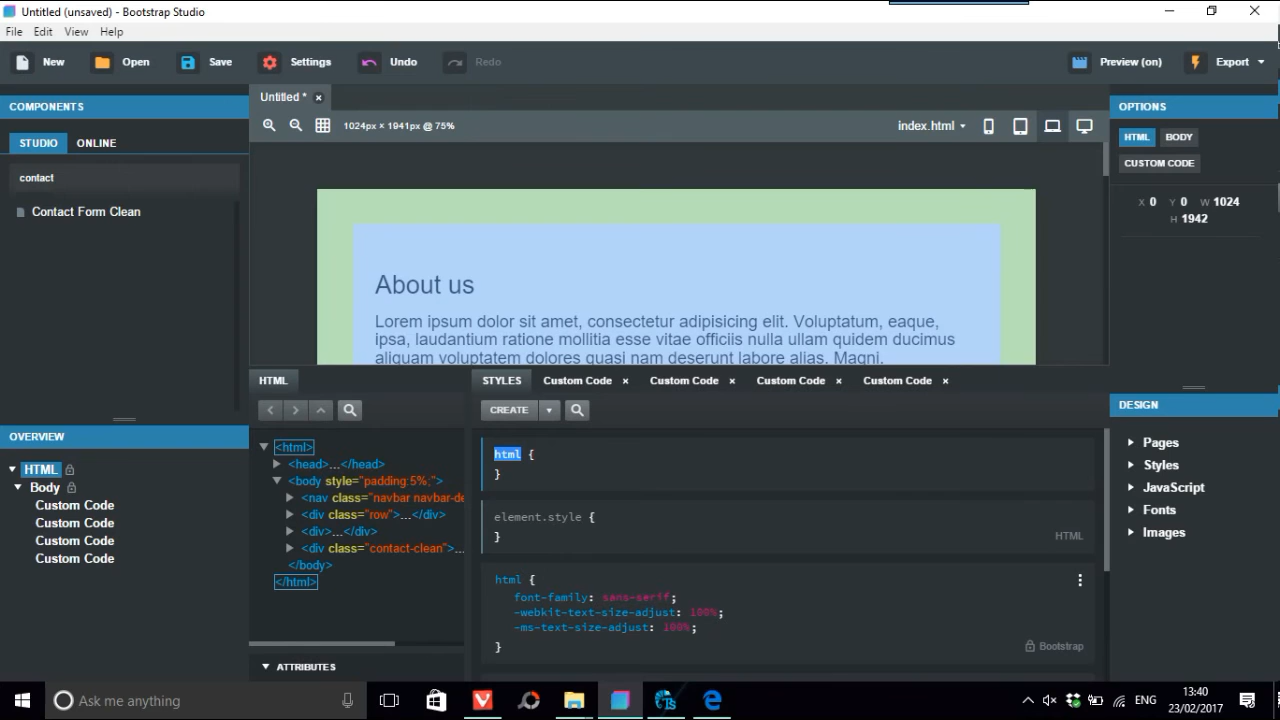 Untitled (unsaved) - Bootstrap Studio
File Edit View Help
New Open Save Settings Undo Redo Preview (on) Export
COMPONENTS
STUDIO ONLINE
contact
Contact Form Clean
Untitled *
1024px × 1941px @ 75%
index.html
About us
Lorem ipsum dolor sit amet, consectetur adipisicing elit. Voluptatum, eaque,
ipsa, laudantium ratione mollitia esse vitae officiis nulla ullam quidem ducimus
aliquam voluptatem dolores quasi nam deserunt labore alias. Magni.
OPTIONS
HTML BODY
CUSTOM CODE
X 0 Y 0 W 1024
H 1942
OVERVIEW
HTML
Body
Custom Code
Custom Code
Custom Code
Custom Code
HTML
<html>
<head>...</head>
<body style="padding:5%;">
<nav class="navbar navbar-de
<div class="row">...</div>
<div>...</div>
<div class="contact-clean">...
</body>
</html>
ATTRIBUTES
STYLES Custom Code × Custom Code × Custom Code × Custom Code ×
CREATE
html {
}
element.style {
}
HTML
html {
font-family: sans-serif;
-webkit-text-size-adjust: 100%;
-ms-text-size-adjust: 100%;
}
Bootstrap
DESIGN
Pages
Styles
JavaScript
Fonts
Images
Ask me anything
ENG
13:40
23/02/2017